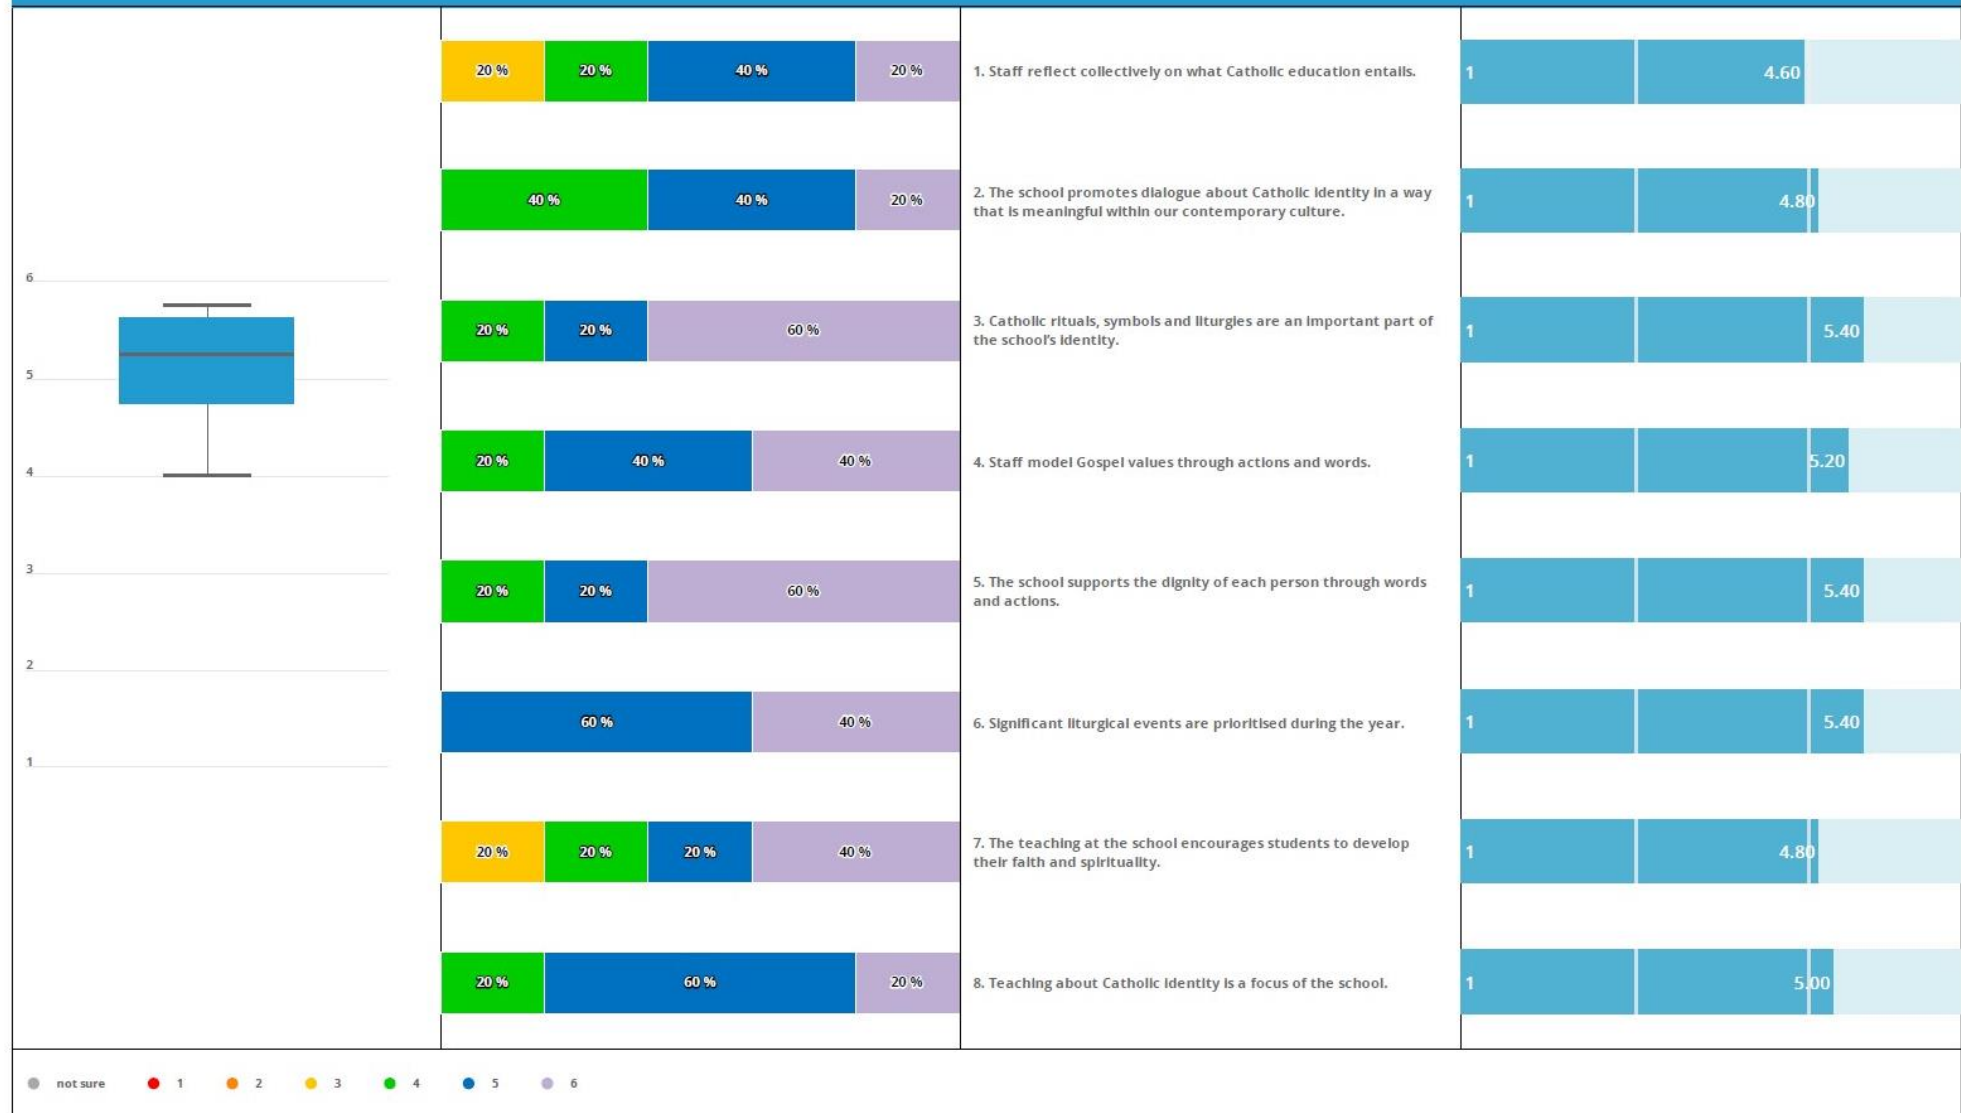 20 % 20 % 40 % 20 %
1. Staff reflect collectively on what Catholic education entails.
1 4.60
40 % 40 % 20 %
2. The school promotes dialogue about Catholic identity in a way
that is meaningful within our contemporary culture.
1 4.80
6
5
4
3
2
1
20 % 20 % 60 %
3. Catholic rituals, symbols and liturgies are an important part of
the school's identity.
1 5.40
20 % 40 % 40 %
4. Staff model Gospel values through actions and words.
1 5.20
20 % 20 % 60 %
5. The school supports the dignity of each person through words
and actions.
1 5.40
60 % 40 %
6. Significant liturgical events are prioritised during the year.
1 5.40
20 % 20 % 20 % 40 %
7. The teaching at the school encourages students to develop
their faith and spirituality.
1 4.80
20 % 60 % 20 %
8. Teaching about Catholic identity is a focus of the school.
1 5.00
not sure 1 2 3 4 5 6